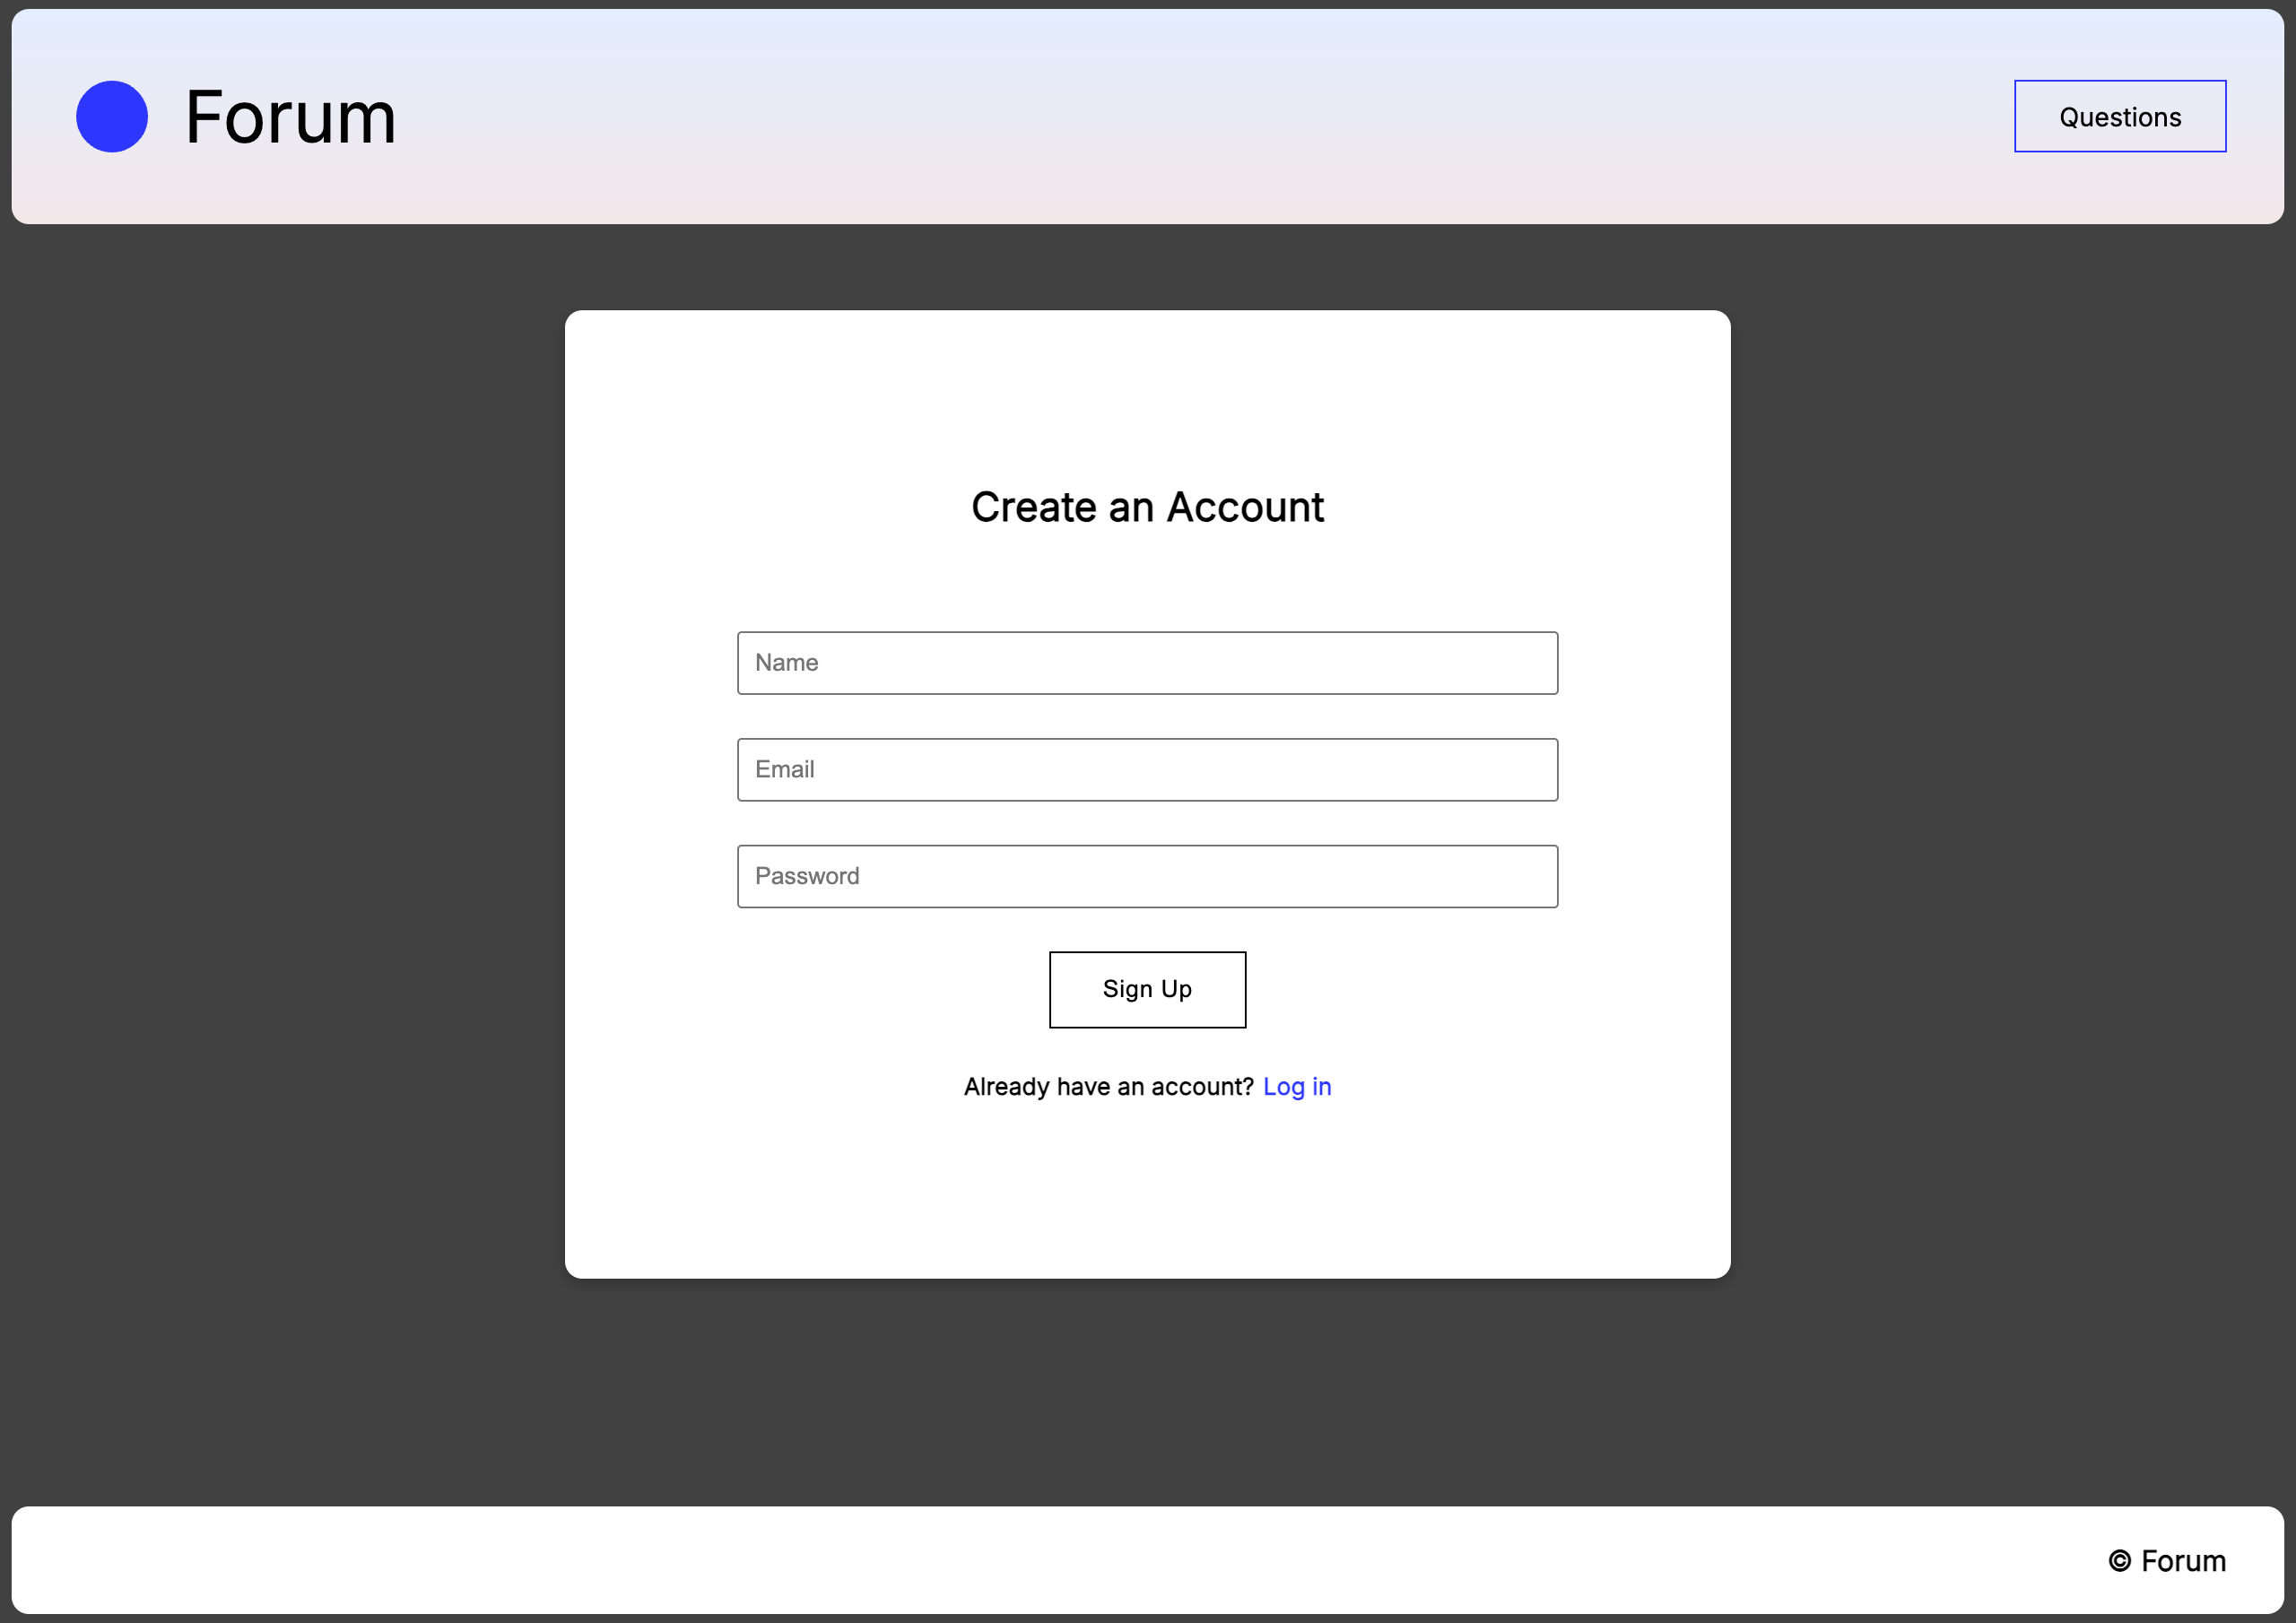 Forum
Questions
Create an Account
Name
Email
Password
Sign Up
Already have an account? Log in
© Forum